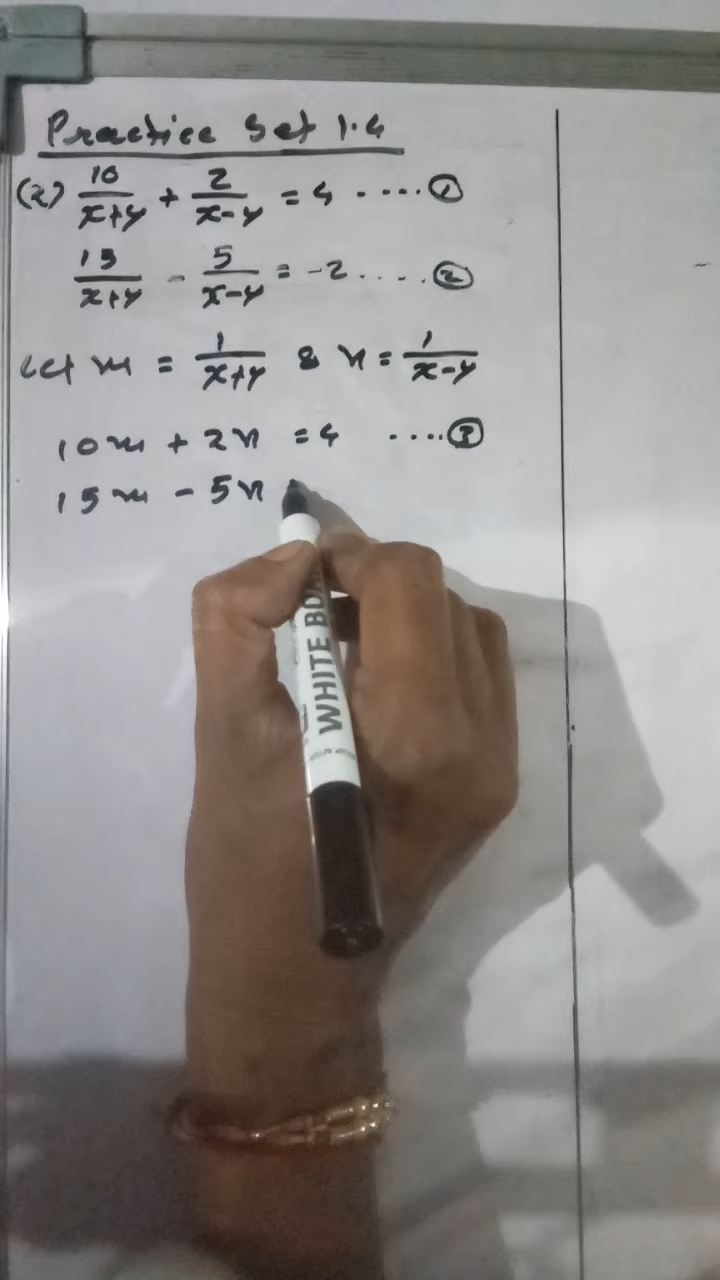 Practice Set 1.4
(2) 10/(x+y) + 2/(x-y) = 4 ..... ①
15/(x+y) - 5/(x-y) = -2 .... ②
Let m = 1/(x+y) & n = 1/(x-y)
10m + 2n = 4 .... ③
15m - 5n
WHITE BOA